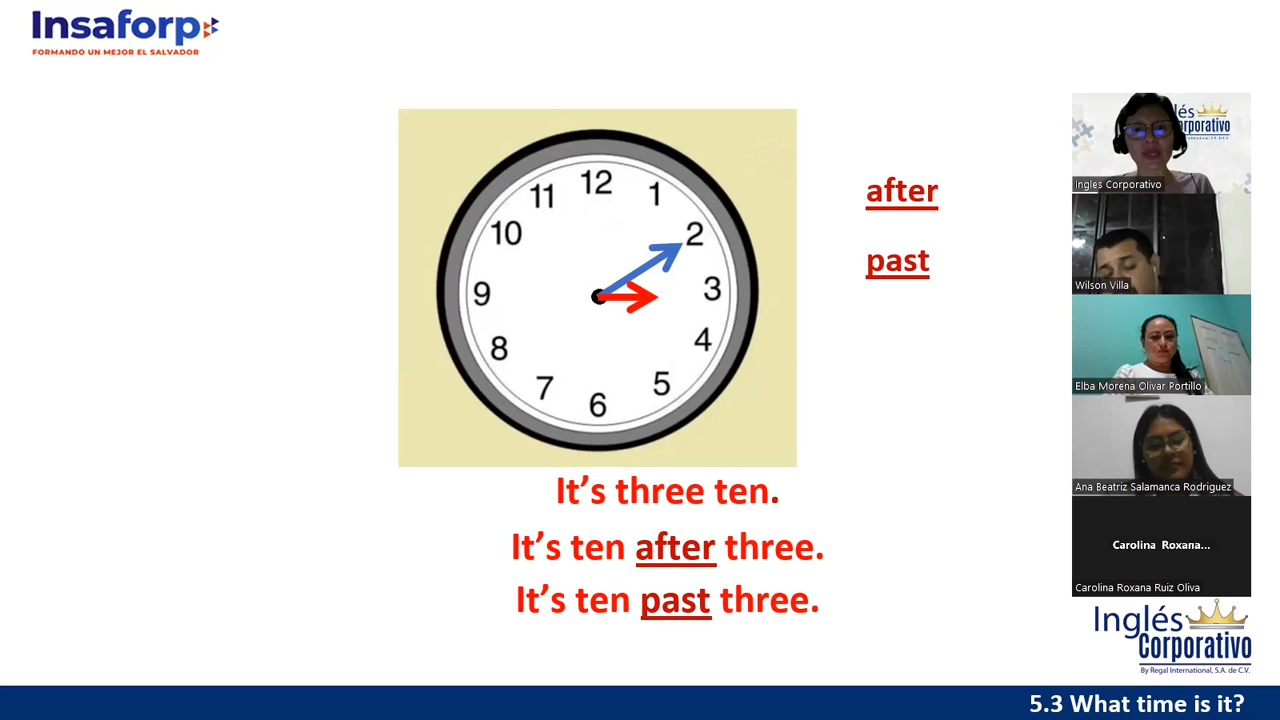 Insaforp
FORMANDO UN MEJOR EL SALVADOR
12
1
2
3
4
5
6
7
8
9
10
11
after
past
It's three ten.
It's ten after three.
It's ten past three.
lés
orporativo
Ingles Corporativo
Wilson Villa
Elba Morena Olivar Portillo
Ana Beatriz Salamanca Rodriguez
Carolina Roxana...
Carolina Roxana Ruiz Oliva
Inglés
Corporativo
By Regal International, S.A. de C.V.
5.3 What time is it?